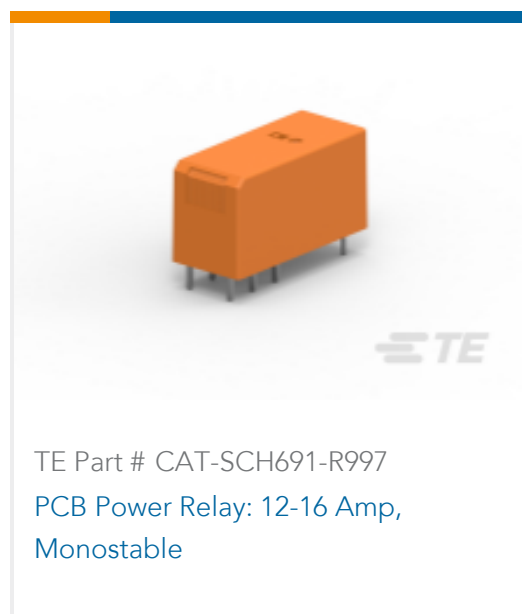 TE
TE Part # CAT-SCH691-R997
PCB Power Relay: 12-16 Amp,
Monostable